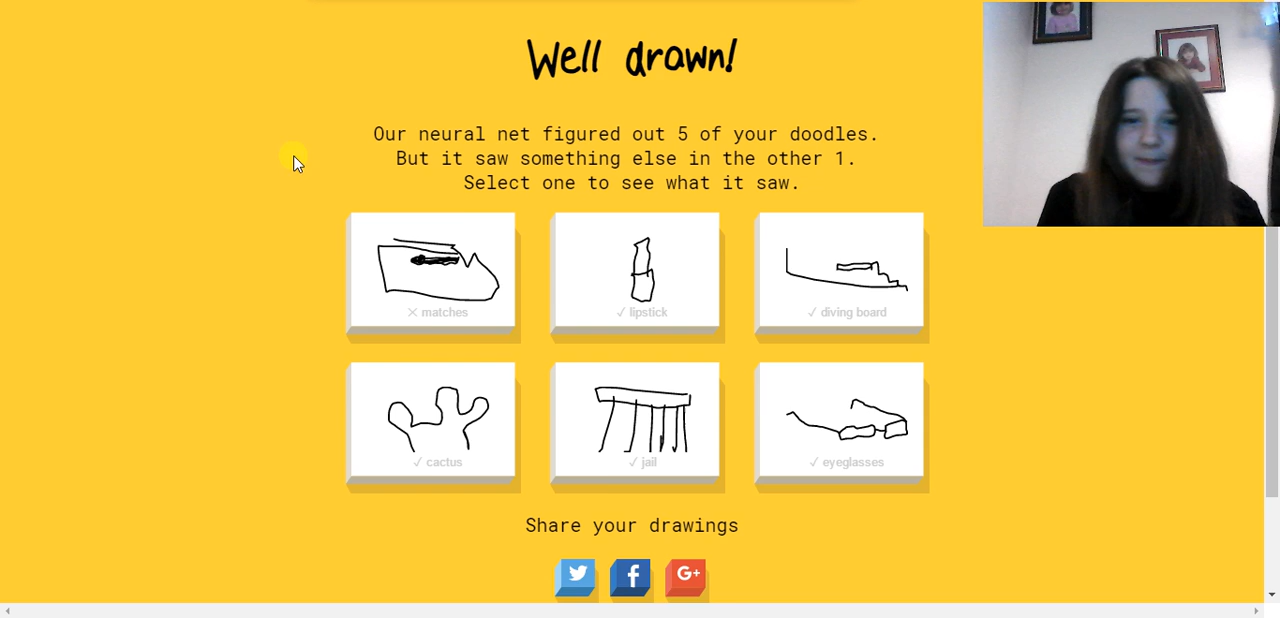 Well drawn!
Our neural net figured out 5 of your doodles.
But it saw something else in the other 1.
Select one to see what it saw.
× matches
✓ lipstick
✓ diving board
✓ cactus
✓ jail
✓ eyeglasses
Share your drawings
f
G+